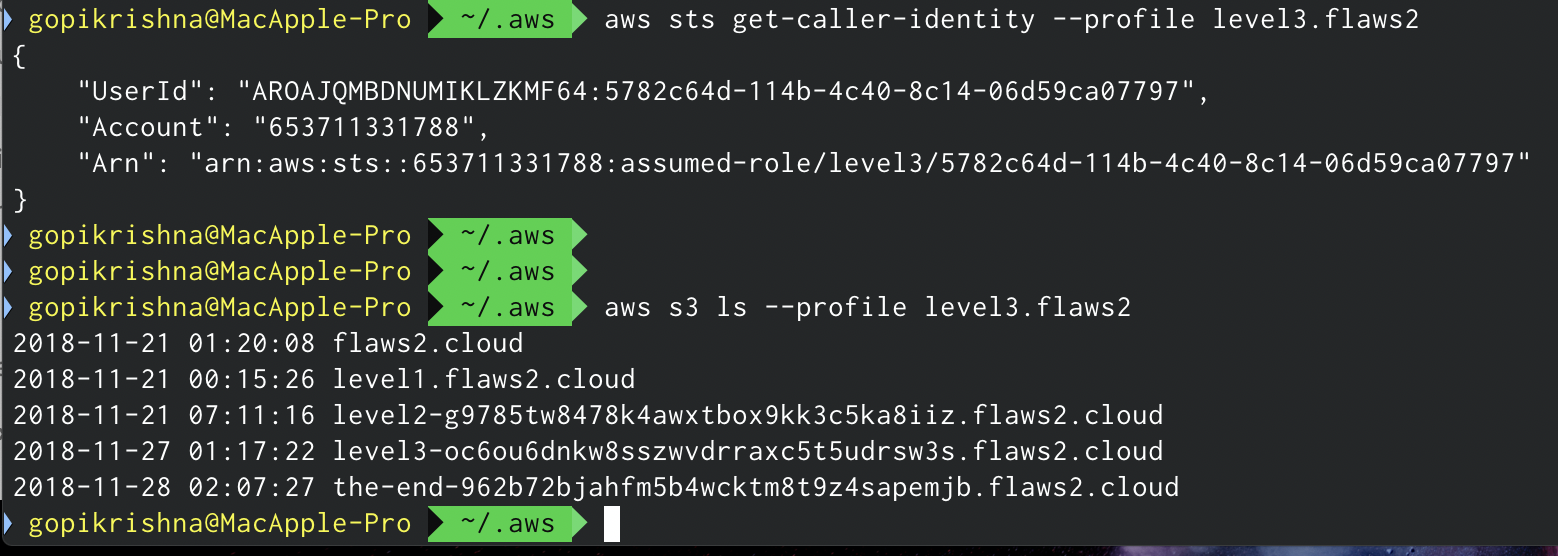 gopikrishna@MacApple-Pro ~/.aws aws sts get-caller-identity --profile level3.flaws2
{
    "UserId": "AROAJQMBDNUMIKLZKMF64:5782c64d-114b-4c40-8c14-06d59ca07797",
    "Account": "653711331788",
    "Arn": "arn:aws:sts::653711331788:assumed-role/level3/5782c64d-114b-4c40-8c14-06d59ca07797"
}
gopikrishna@MacApple-Pro ~/.aws
gopikrishna@MacApple-Pro ~/.aws
gopikrishna@MacApple-Pro ~/.aws aws s3 ls --profile level3.flaws2
2018-11-21 01:20:08 flaws2.cloud
2018-11-21 00:15:26 level1.flaws2.cloud
2018-11-21 07:11:16 level2-g9785tw8478k4awxtbox9kk3c5ka8iiz.flaws2.cloud
2018-11-27 01:17:22 level3-oc6ou6dnkw8sszwvdrraxc5t5udrsw3s.flaws2.cloud
2018-11-28 02:07:27 the-end-962b72bjahfm5b4wcktm8t9z4sapemjb.flaws2.cloud
gopikrishna@MacApple-Pro ~/.aws